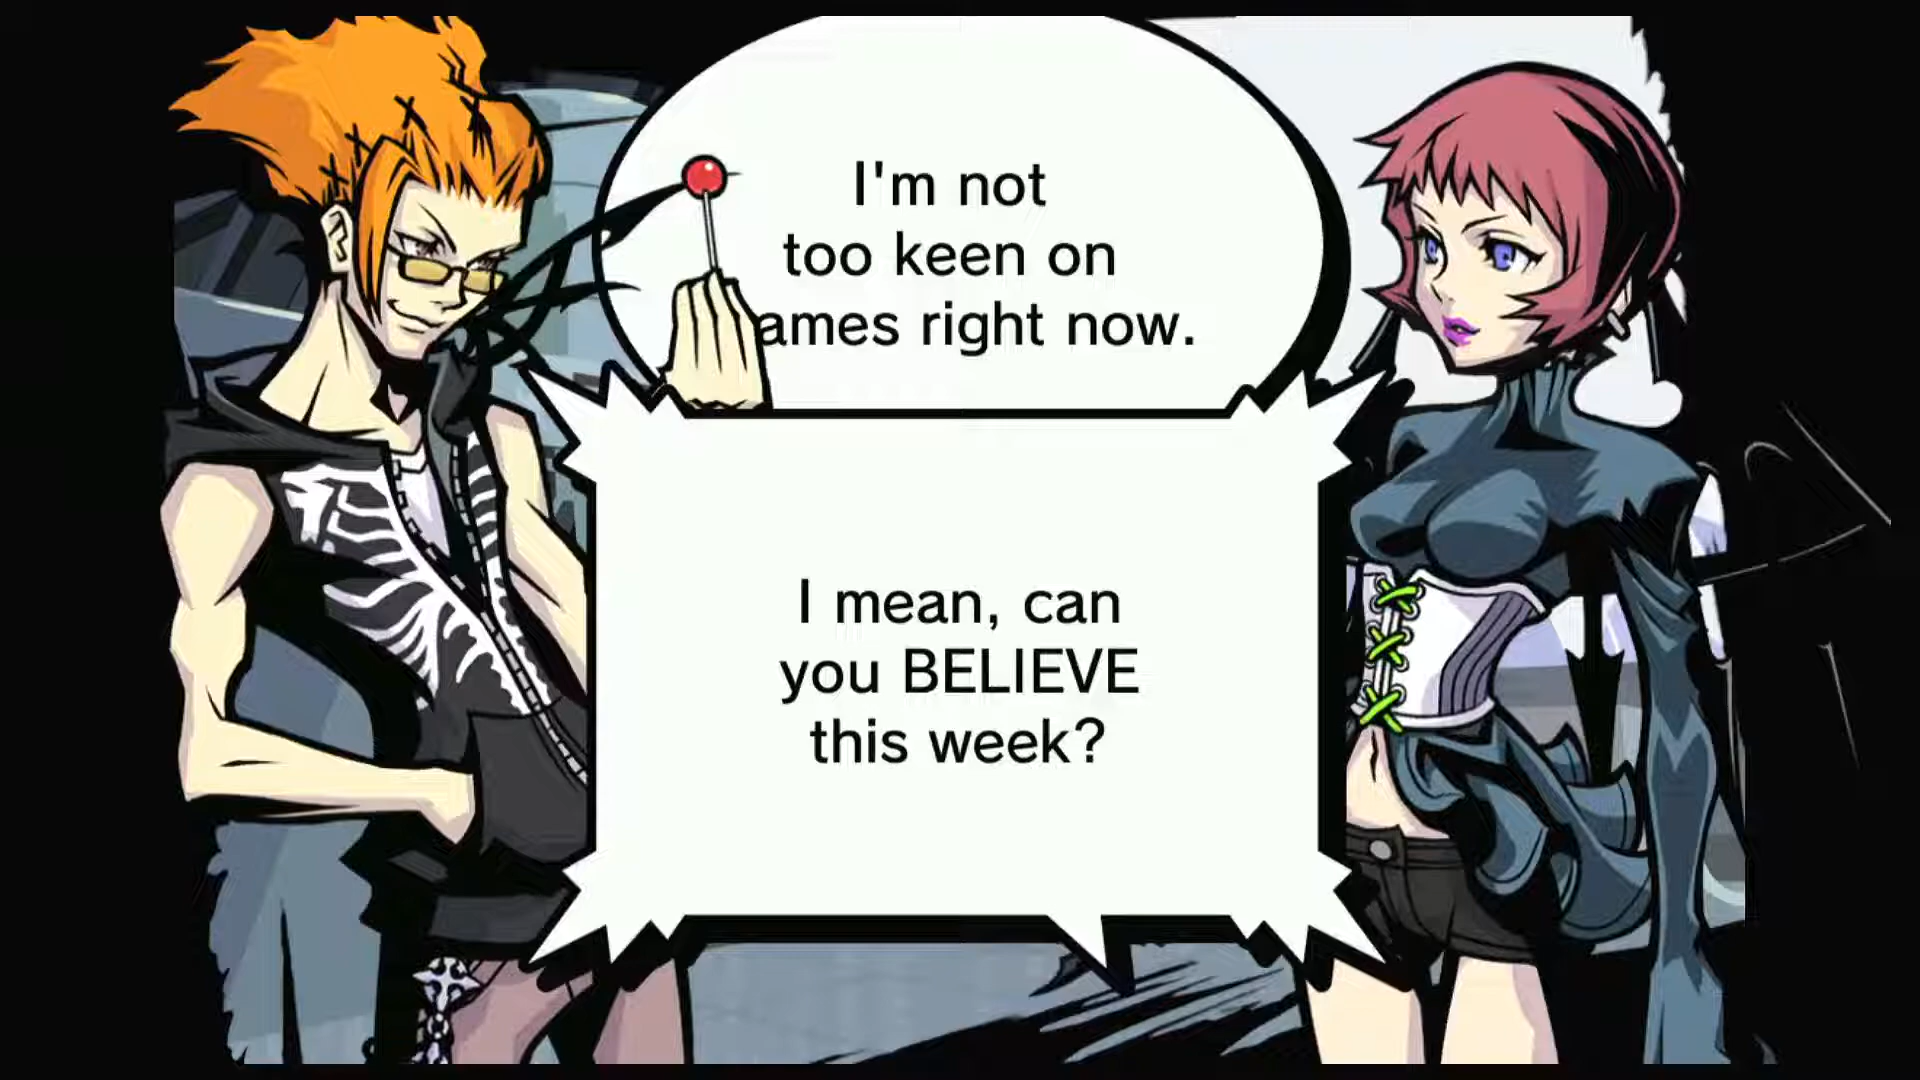 I'm not
too keen on
ames right now.
I mean, can
you BELIEVE
this week?